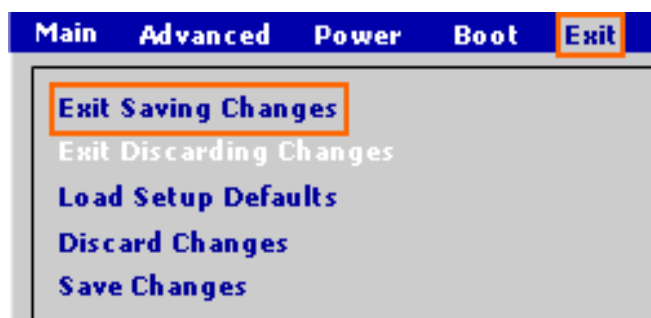 Main Advanced Power Boot Exit
Exit Saving Changes
Exit Discarding Changes
Load Setup Defaults
Discard Changes
Save Changes